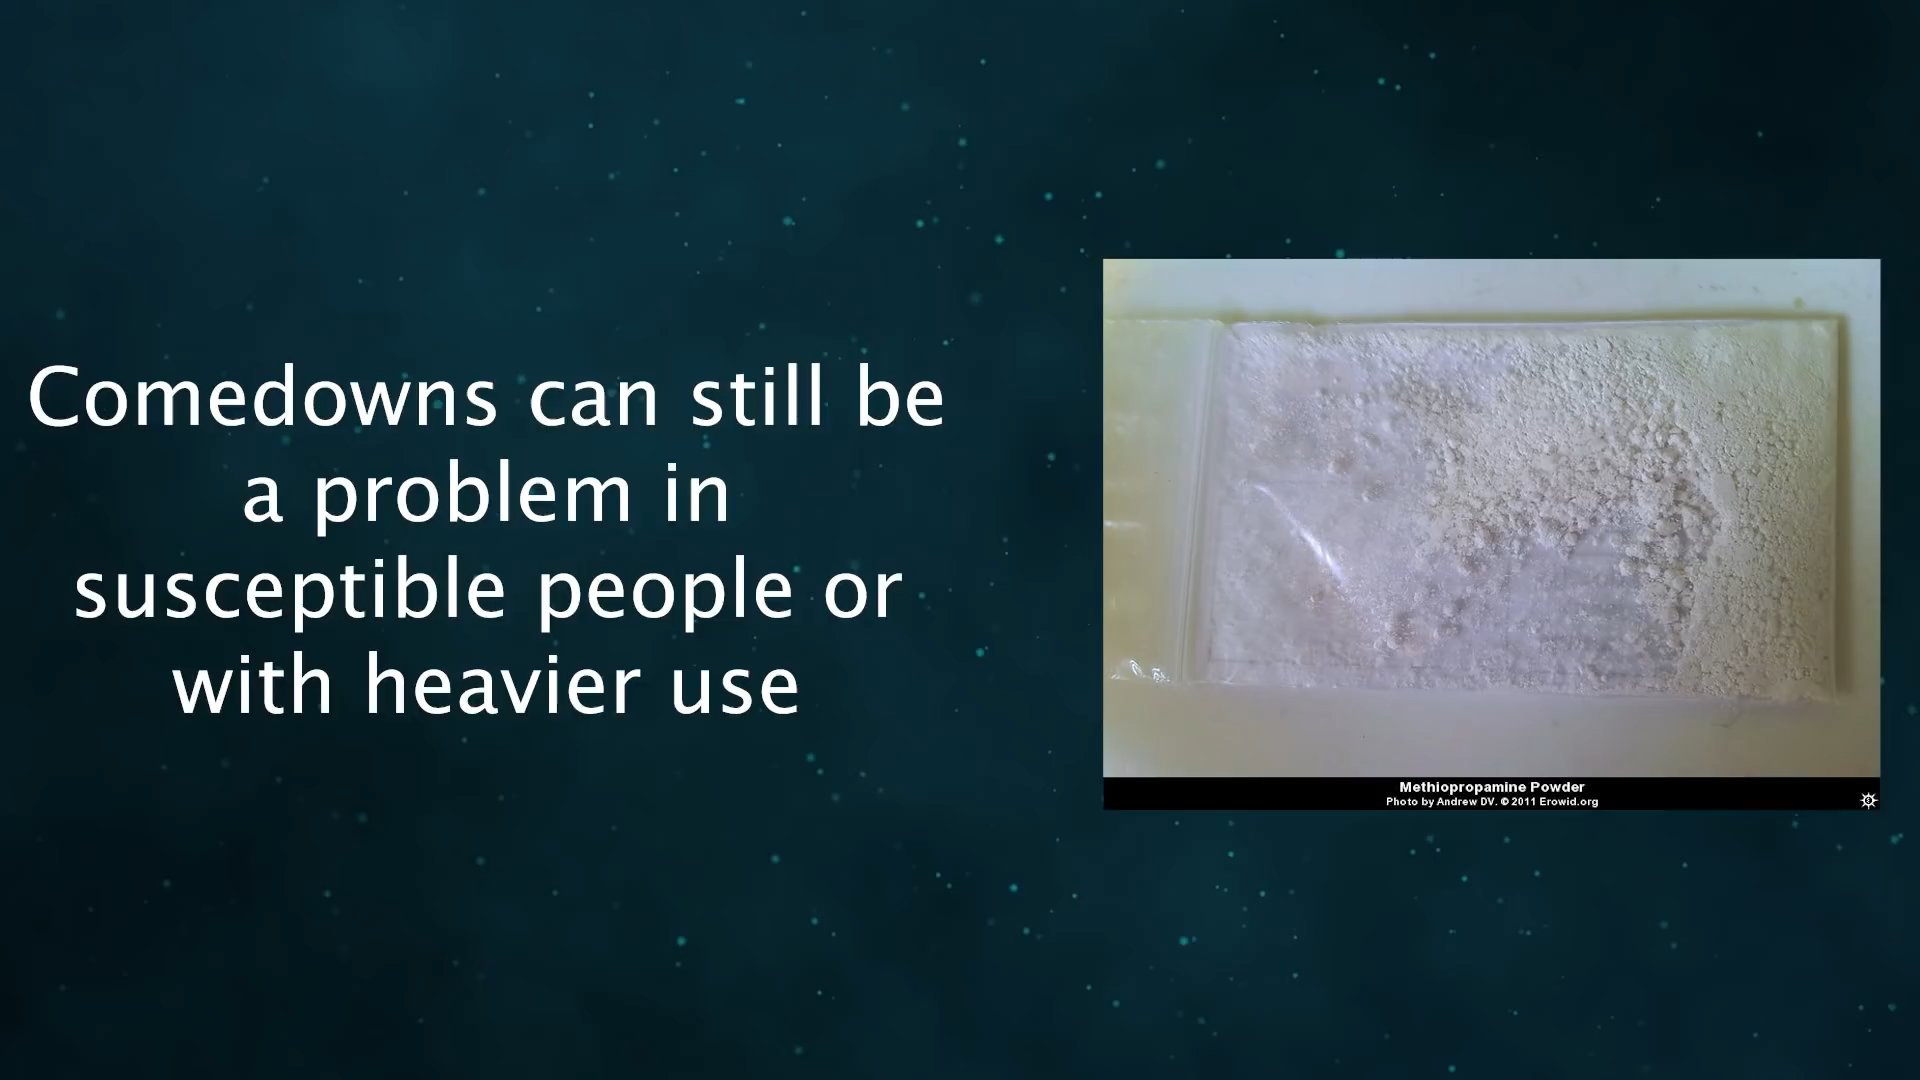 Comedowns can still be
a problem in
susceptible people or
with heavier use
Methiopropamine Powder
Photo by Andrew DV. © 2011 Erowid.org